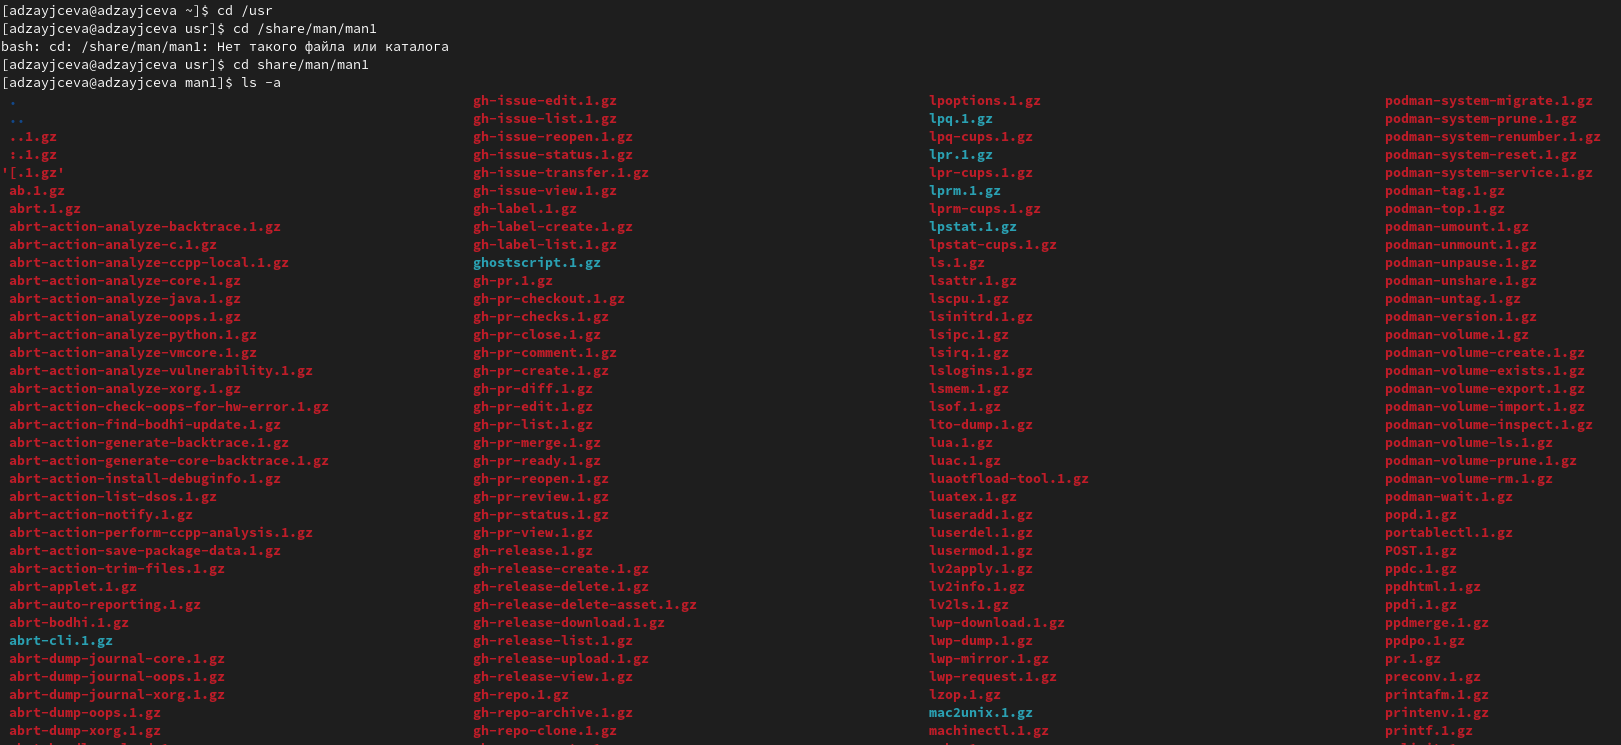 [adzayjceva@adzayjceva ~]$ cd /usr
[adzayjceva@adzayjceva usr]$ cd /share/man/man1
bash: cd: /share/man/man1: Нет такого файла или каталога
[adzayjceva@adzayjceva usr]$ cd share/man/man1
[adzayjceva@adzayjceva man1]$ ls -a
. gh-issue-edit.1.gz lpoptions.1.gz podman-system-migrate.1.gz
.. gh-issue-list.1.gz lpq.1.gz podman-system-prune.1.gz
..1.gz gh-issue-reopen.1.gz lpq-cups.1.gz podman-system-renumber.1.gz
:.1.gz gh-issue-status.1.gz lpr.1.gz podman-system-reset.1.gz
'[.1.gz' gh-issue-transfer.1.gz lpr-cups.1.gz podman-system-service.1.gz
ab.1.gz gh-issue-view.1.gz lprm.1.gz podman-tag.1.gz
abrt.1.gz gh-label.1.gz lprm-cups.1.gz podman-top.1.gz
abrt-action-analyze-backtrace.1.gz gh-label-create.1.gz lpstat.1.gz podman-umount.1.gz
abrt-action-analyze-c.1.gz gh-label-list.1.gz lpstat-cups.1.gz podman-unmount.1.gz
abrt-action-analyze-ccpp-local.1.gz ghostscript.1.gz ls.1.gz podman-unpause.1.gz
abrt-action-analyze-core.1.gz gh-pr.1.gz lsattr.1.gz podman-unshare.1.gz
abrt-action-analyze-java.1.gz gh-pr-checkout.1.gz lscpu.1.gz podman-untag.1.gz
abrt-action-analyze-oops.1.gz gh-pr-checks.1.gz lsinitrd.1.gz podman-version.1.gz
abrt-action-analyze-python.1.gz gh-pr-close.1.gz lsipc.1.gz podman-volume.1.gz
abrt-action-analyze-vmcore.1.gz gh-pr-comment.1.gz lsirq.1.gz podman-volume-create.1.gz
abrt-action-analyze-vulnerability.1.gz gh-pr-create.1.gz lslogins.1.gz podman-volume-exists.1.gz
abrt-action-analyze-xorg.1.gz gh-pr-diff.1.gz lsmem.1.gz podman-volume-export.1.gz
abrt-action-check-oops-for-hw-error.1.gz gh-pr-edit.1.gz lsof.1.gz podman-volume-import.1.gz
abrt-action-find-bodhi-update.1.gz gh-pr-list.1.gz lto-dump.1.gz podman-volume-inspect.1.gz
abrt-action-generate-backtrace.1.gz gh-pr-merge.1.gz lua.1.gz podman-volume-ls.1.gz
abrt-action-generate-core-backtrace.1.gz gh-pr-ready.1.gz luac.1.gz podman-volume-prune.1.gz
abrt-action-install-debuginfo.1.gz gh-pr-reopen.1.gz luaotfload-tool.1.gz podman-volume-rm.1.gz
abrt-action-list-dsos.1.gz gh-pr-review.1.gz luatex.1.gz podman-wait.1.gz
abrt-action-notify.1.gz gh-pr-status.1.gz luseradd.1.gz popd.1.gz
abrt-action-perform-ccpp-analysis.1.gz gh-pr-view.1.gz luserdel.1.gz portablectl.1.gz
abrt-action-save-package-data.1.gz gh-release.1.gz lusermod.1.gz POST.1.gz
abrt-action-trim-files.1.gz gh-release-create.1.gz lv2apply.1.gz ppdc.1.gz
abrt-applet.1.gz gh-release-delete.1.gz lv2info.1.gz ppdhtml.1.gz
abrt-auto-reporting.1.gz gh-release-delete-asset.1.gz lv2ls.1.gz ppdi.1.gz
abrt-bodhi.1.gz gh-release-download.1.gz lwp-download.1.gz ppdmerge.1.gz
abrt-cli.1.gz gh-release-list.1.gz lwp-dump.1.gz ppdpo.1.gz
abrt-dump-journal-core.1.gz gh-release-upload.1.gz lwp-mirror.1.gz pr.1.gz
abrt-dump-journal-oops.1.gz gh-release-view.1.gz lwp-request.1.gz preconv.1.gz
abrt-dump-journal-xorg.1.gz gh-repo.1.gz lzop.1.gz printafm.1.gz
abrt-dump-oops.1.gz gh-repo-archive.1.gz mac2unix.1.gz printenv.1.gz
abrt-dump-xorg.1.gz gh-repo-clone.1.gz machinectl.1.gz printf.1.gz